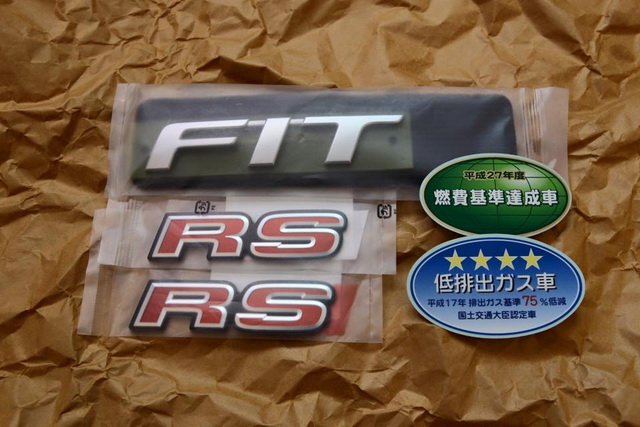 FIT
RS
RS
平成27年度
燃費基準達成車
低排出ガス車
平成17年 排出ガス基準75%低減
国土交通大臣認定車